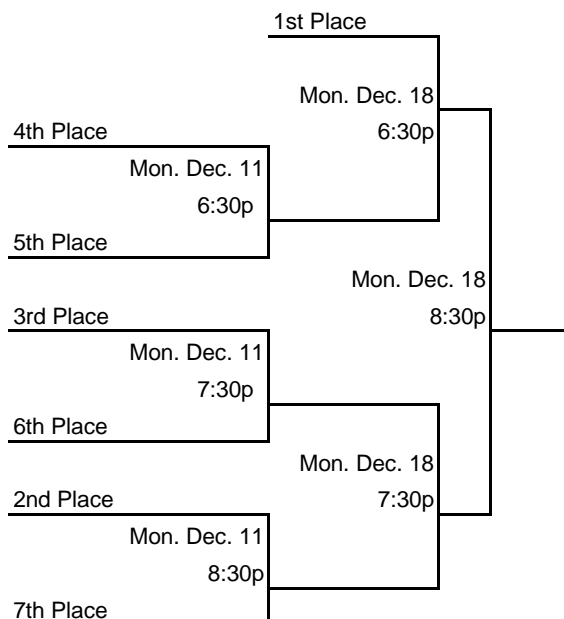 1st Place
Mon. Dec. 18
6:30p
4th Place
Mon. Dec. 11
6:30p
5th Place
Mon. Dec. 18
8:30p
3rd Place
Mon. Dec. 11
7:30p
6th Place
Mon. Dec. 18
7:30p
2nd Place
Mon. Dec. 11
8:30p
7th Place